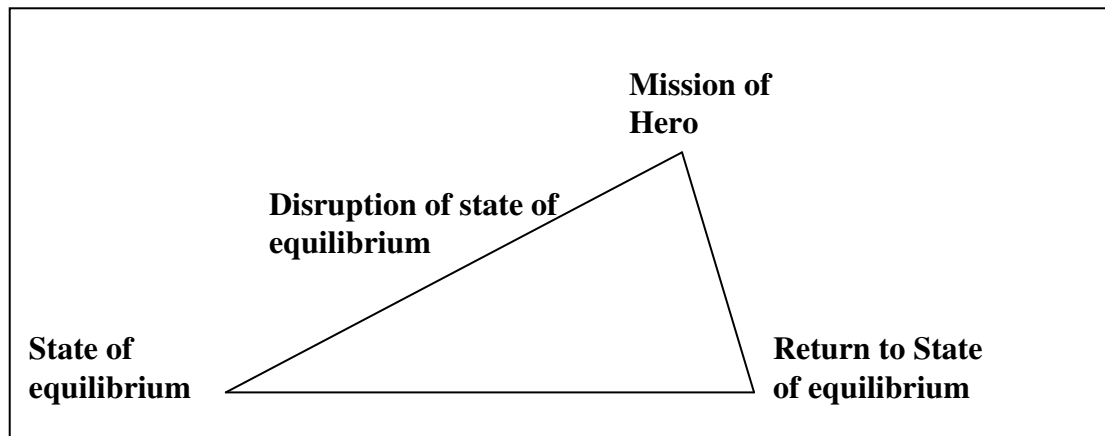 Mission of
Hero
Disruption of state of
equilibrium
State of
equilibrium
Return to State
of equilibrium